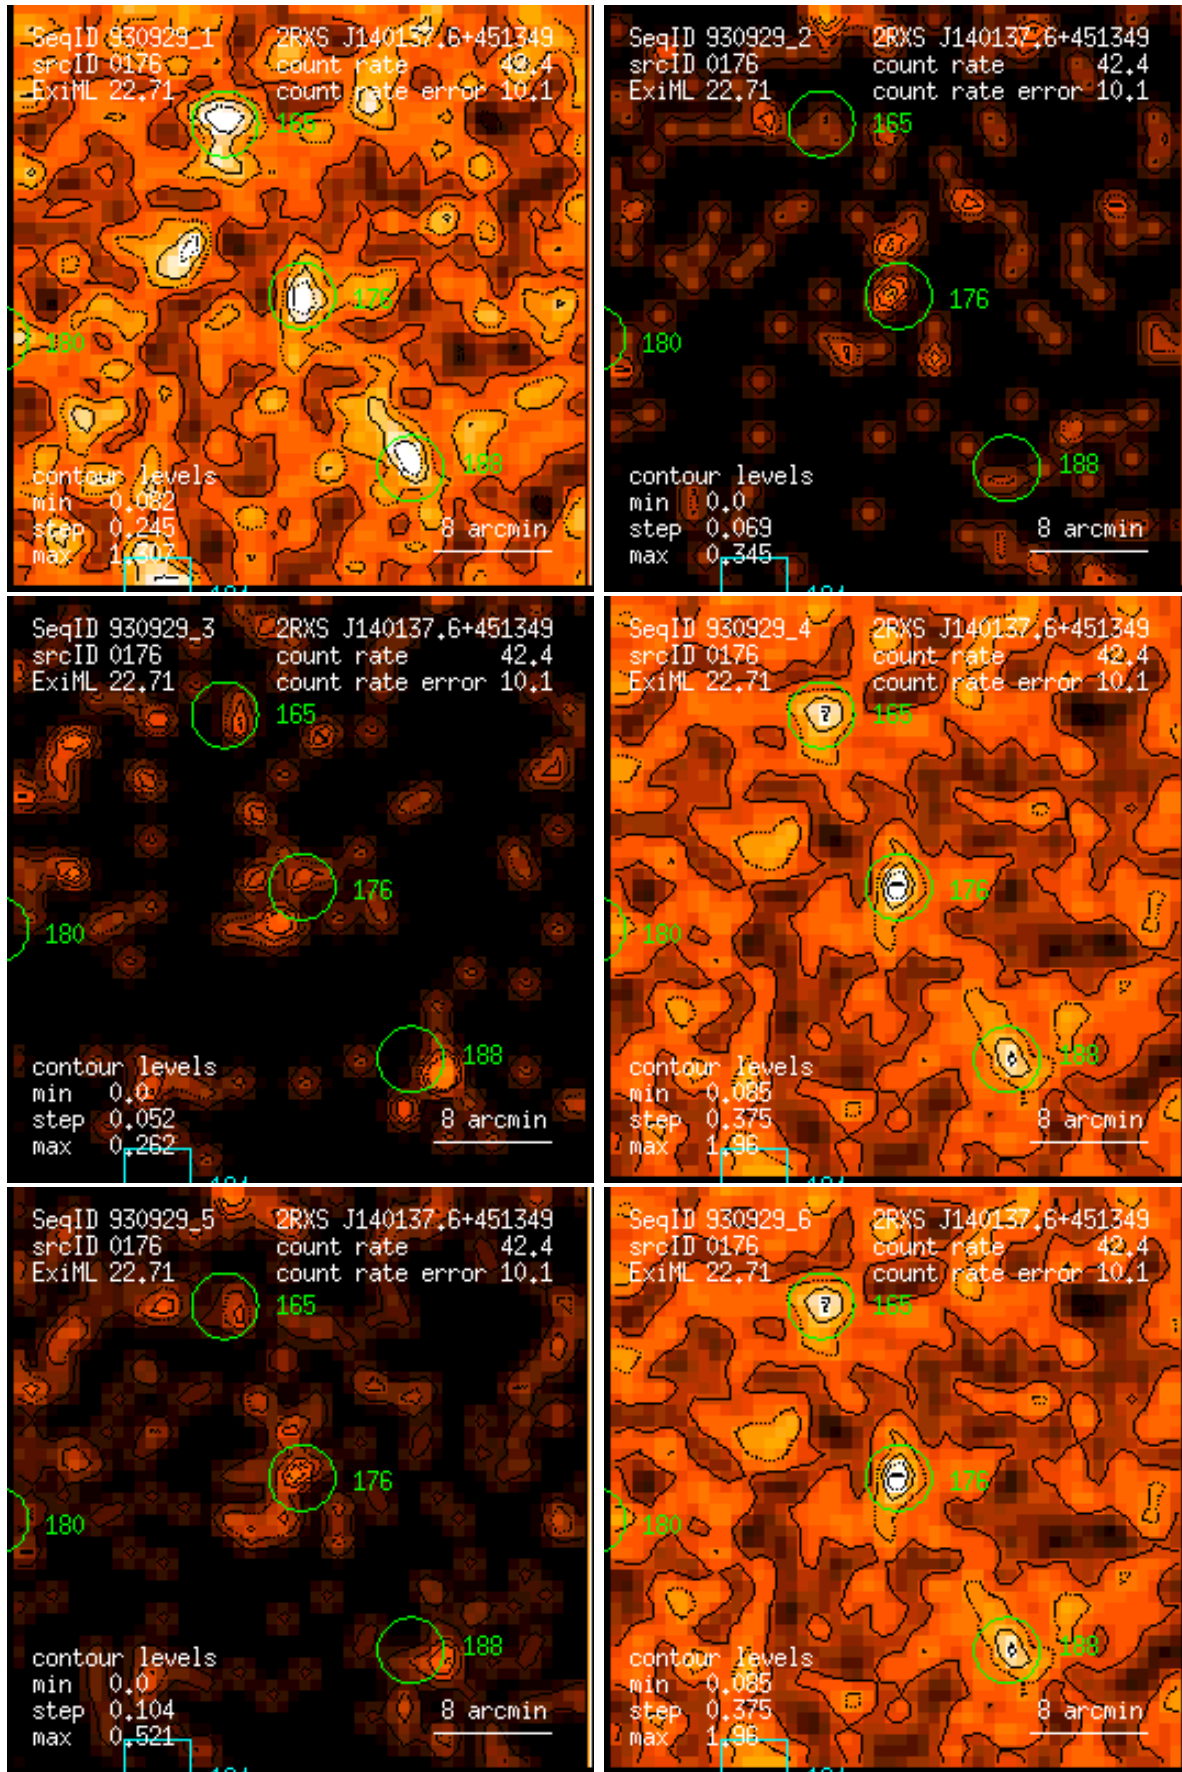 SeqID 930929_1 2RXS J140137.6+451349
srcID 0176 count rate 42.4
ExiML 22.71 count rate error 10.1
165
176
180
188
contour levels
min 0.082
step 0.245 8 arcmin
max 1.307
SeqID 930929_2 2RXS J140137.6+451349
srcID 0176 count rate 42.4
ExiML 22.71 count rate error 10.1
165
176
180
188
contour levels
min 0.0
step 0.069 8 arcmin
max 0.345
SeqID 930929_3 2RXS J140137.6+451349
srcID 0176 count rate 42.4
ExiML 22.71 count rate error 10.1
165
176
180
188
contour levels
min 0.0
step 0.052 8 arcmin
max 0.262
SeqID 930929_4 2RXS J140137.6+451349
srcID 0176 count rate 42.4
ExiML 22.71 count rate error 10.1
165
176
180
188
contour levels
min 0.085
step 0.375 8 arcmin
max 1.96
SeqID 930929_5 2RXS J140137.6+451349
srcID 0176 count rate 42.4
ExiML 22.71 count rate error 10.1
165
176
180
188
contour levels
min 0.0
step 0.104 8 arcmin
max 0.521
SeqID 930929_6 2RXS J140137.6+451349
srcID 0176 count rate 42.4
ExiML 22.71 count rate error 10.1
165
176
180
188
contour levels
min 0.085
step 0.375 8 arcmin
max 1.96